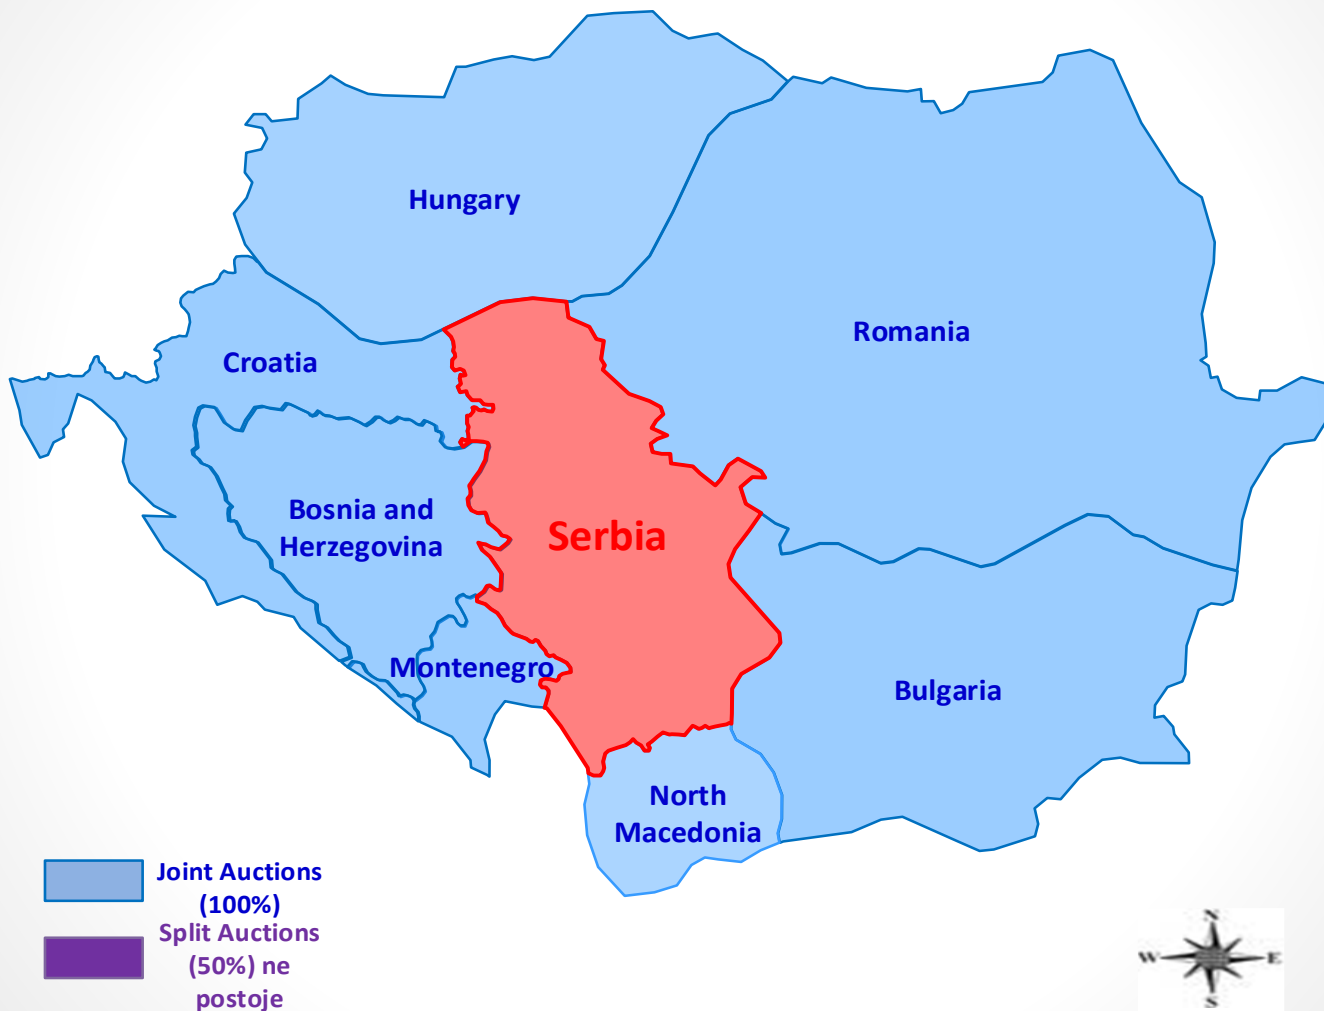 Hungary
Romania
Croatia
Bosnia and
Herzegovina
Serbia
Montenegro
Bulgaria
North
Macedonia
Joint Auctions
(100%)
Split Auctions
(50%) ne
postoje
N
W
E
S